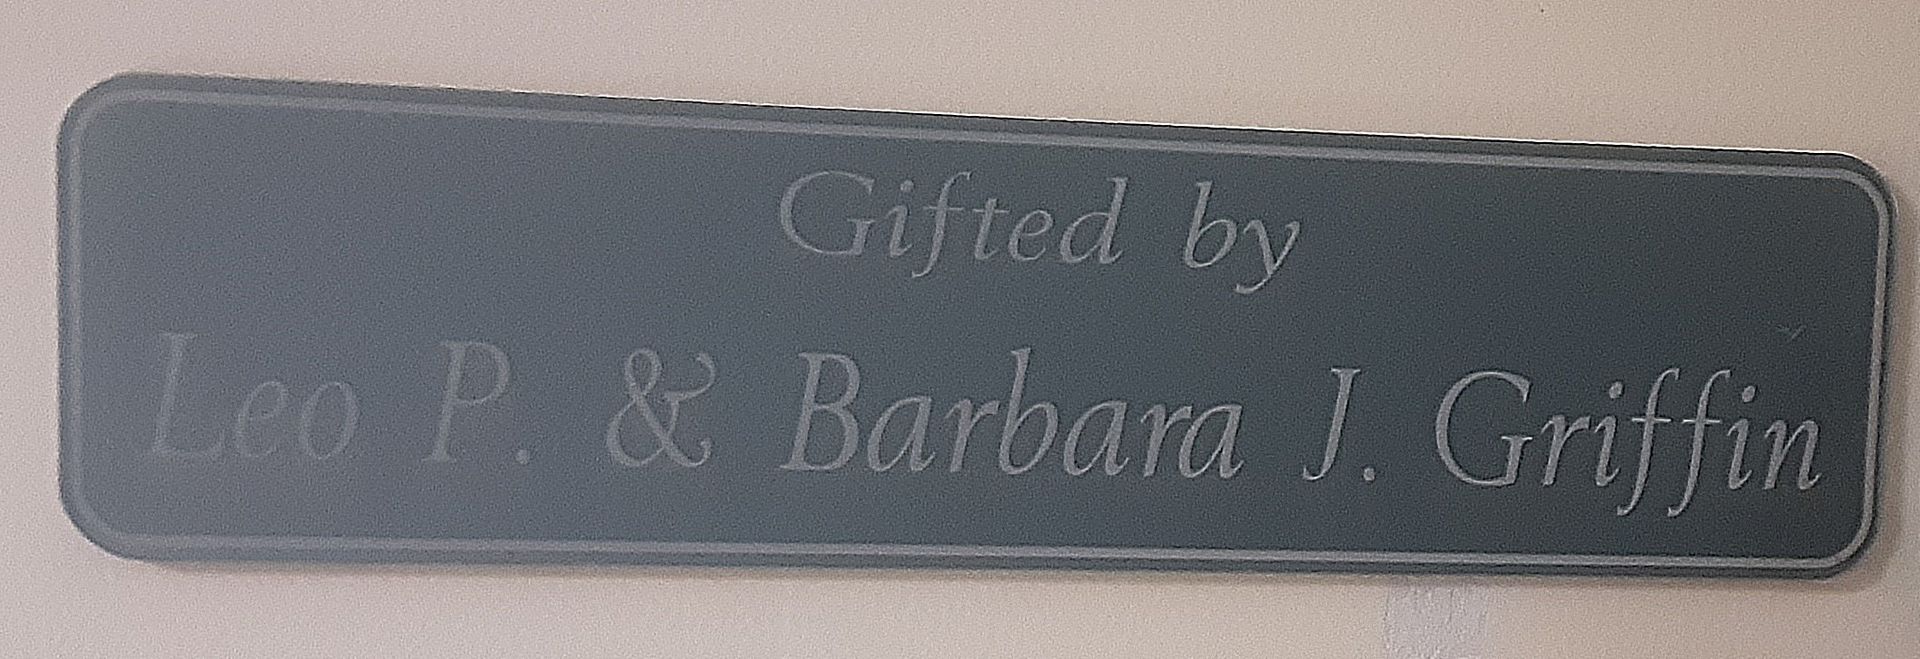 Gifted by
Leo P. & Barbara J. Griffin